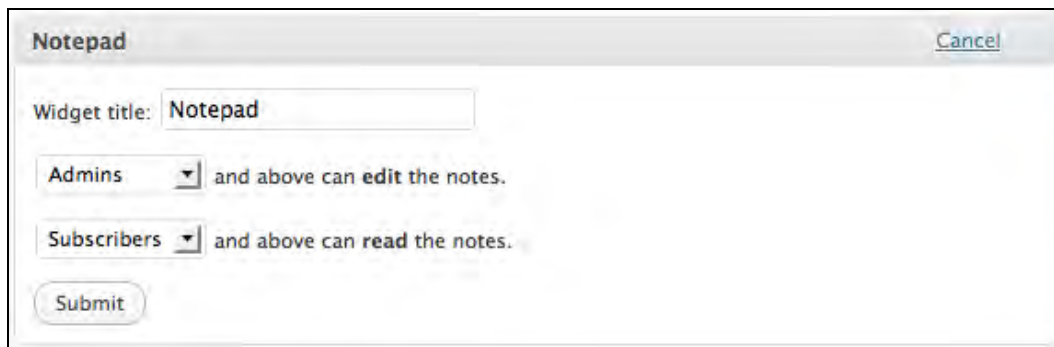 Notepad Cancel
Widget title: Notepad
Admins and above can edit the notes.
Subscribers and above can read the notes.
Submit